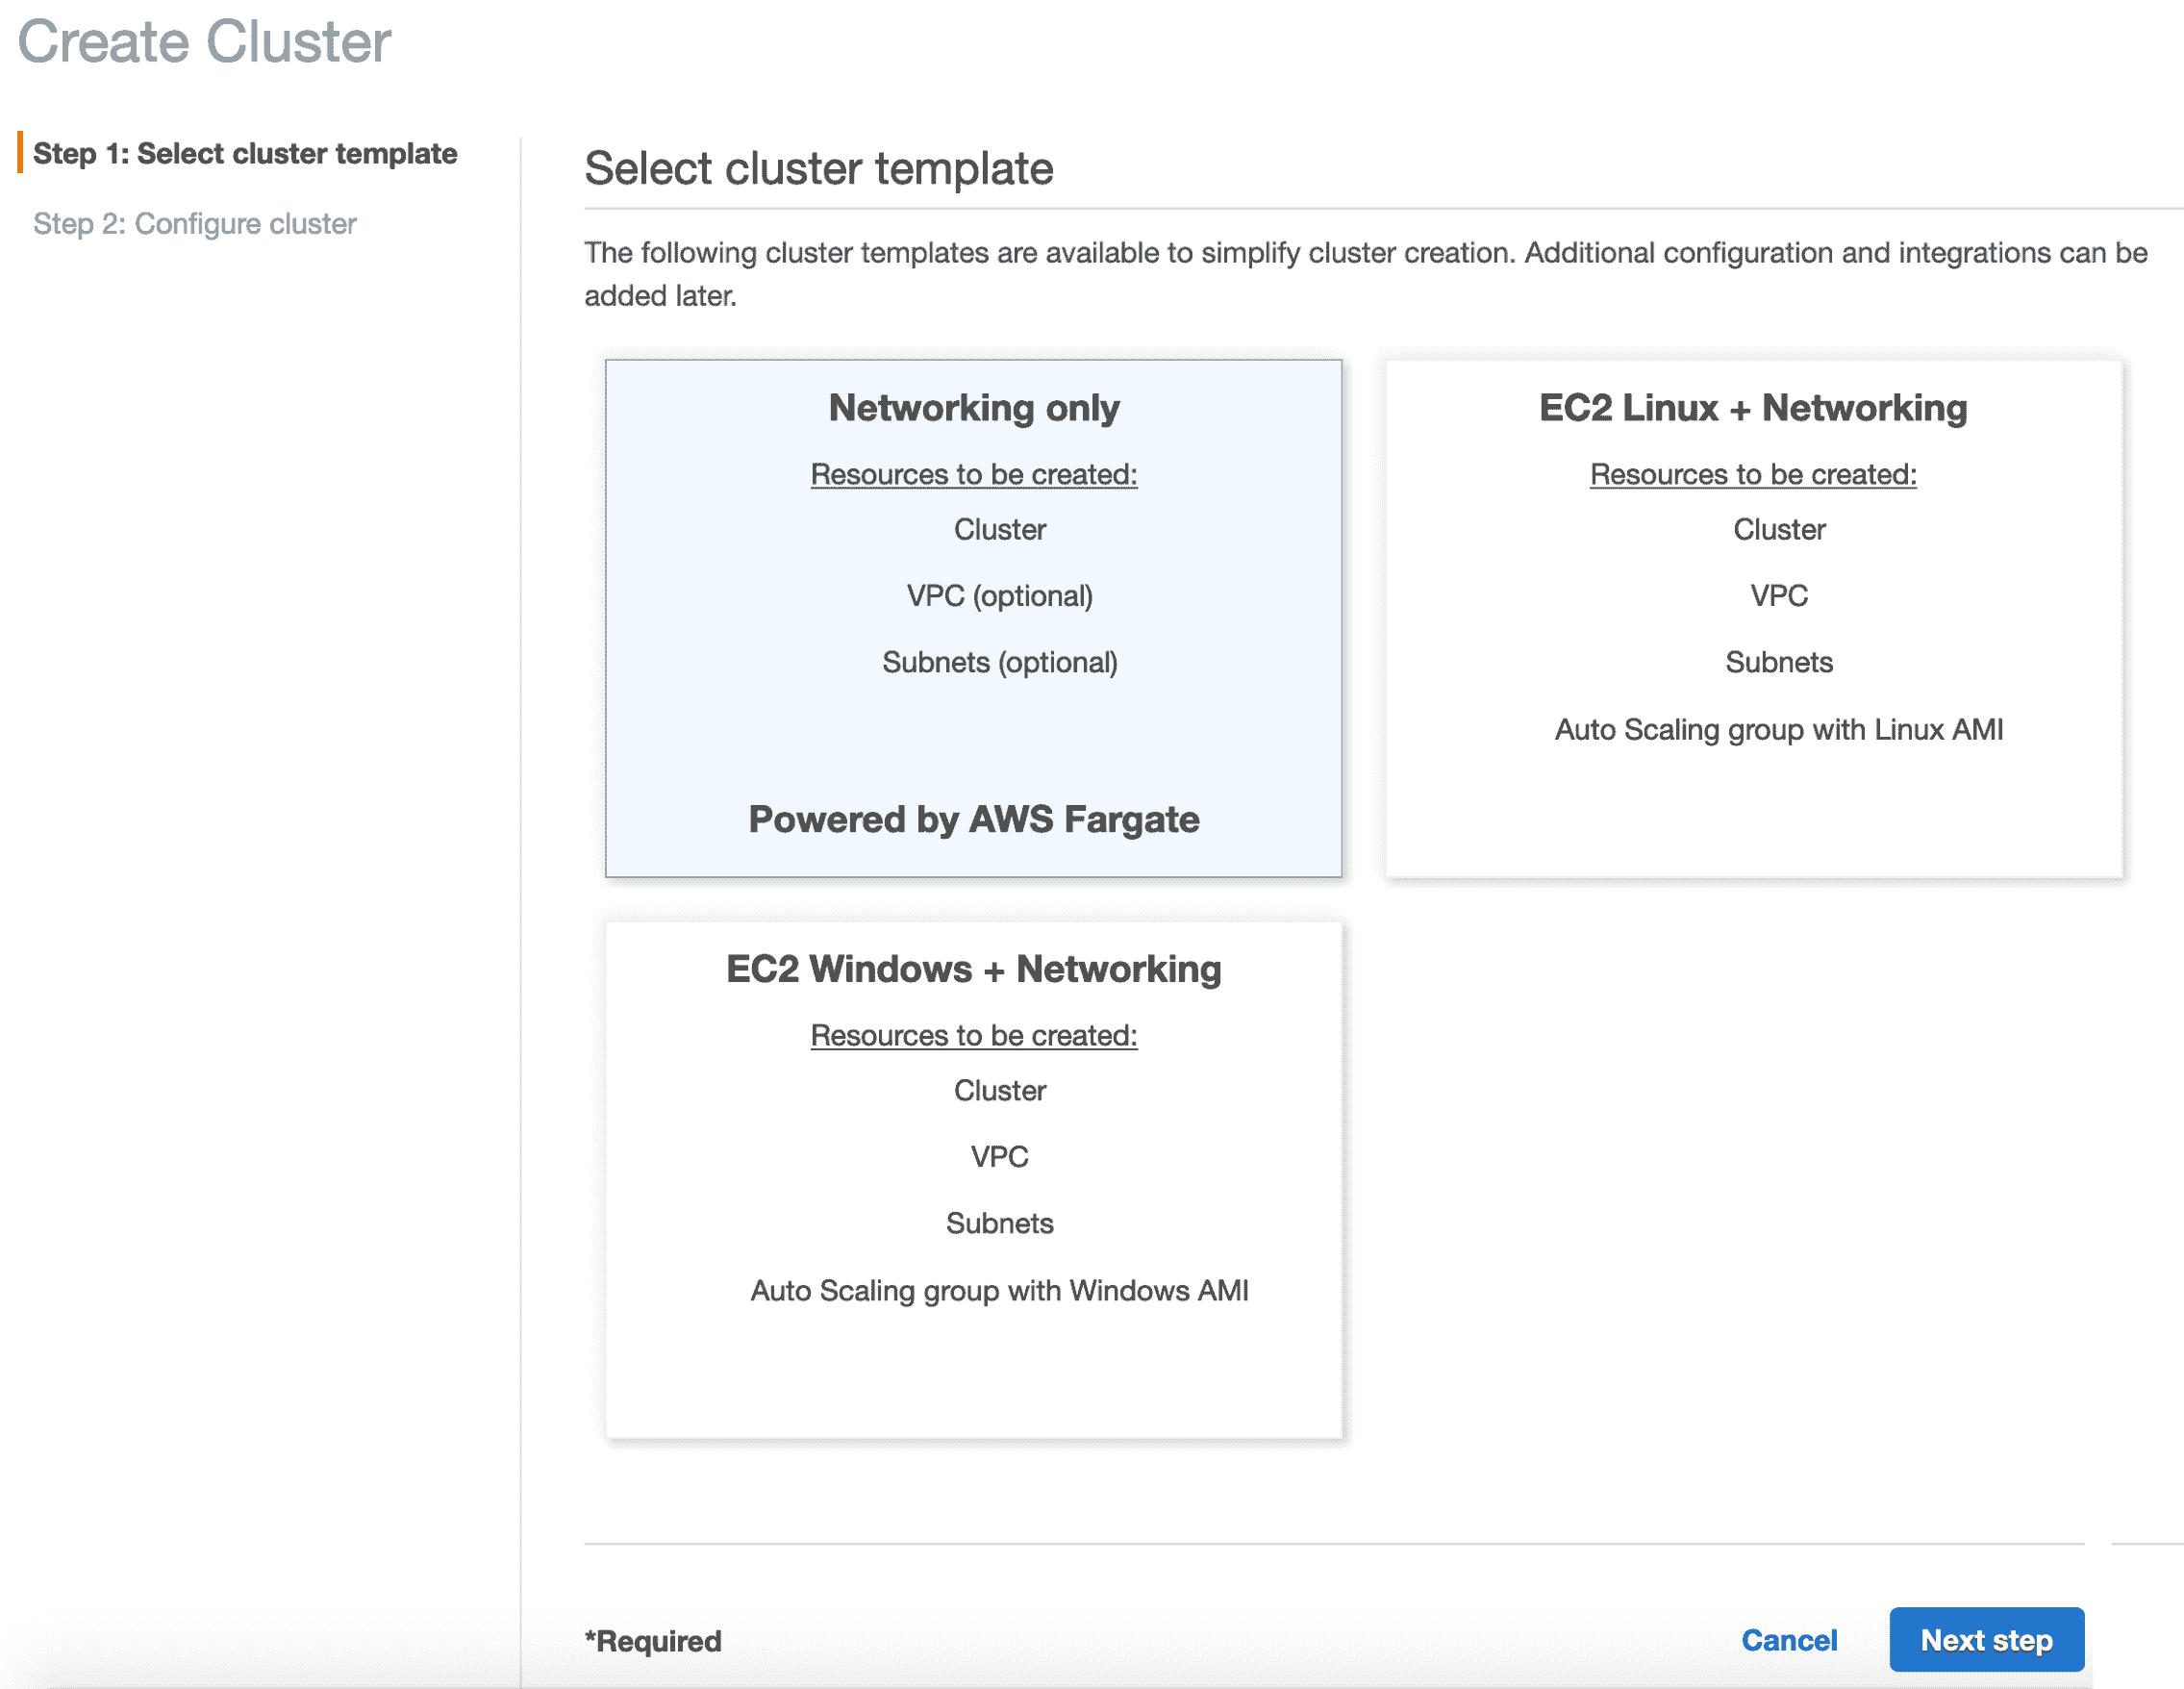 Create Cluster
Step 1: Select cluster template
Step 2: Configure cluster
Select cluster template
The following cluster templates are available to simplify cluster creation. Additional configuration and integrations can be
added later.
Networking only
Resources to be created:
Cluster
VPC (optional)
Subnets (optional)
Powered by AWS Fargate
EC2 Linux + Networking
Resources to be created:
Cluster
VPC
Subnets
Auto Scaling group with Linux AMI
EC2 Windows + Networking
Resources to be created:
Cluster
VPC
Subnets
Auto Scaling group with Windows AMI
*Required
Cancel
Next step